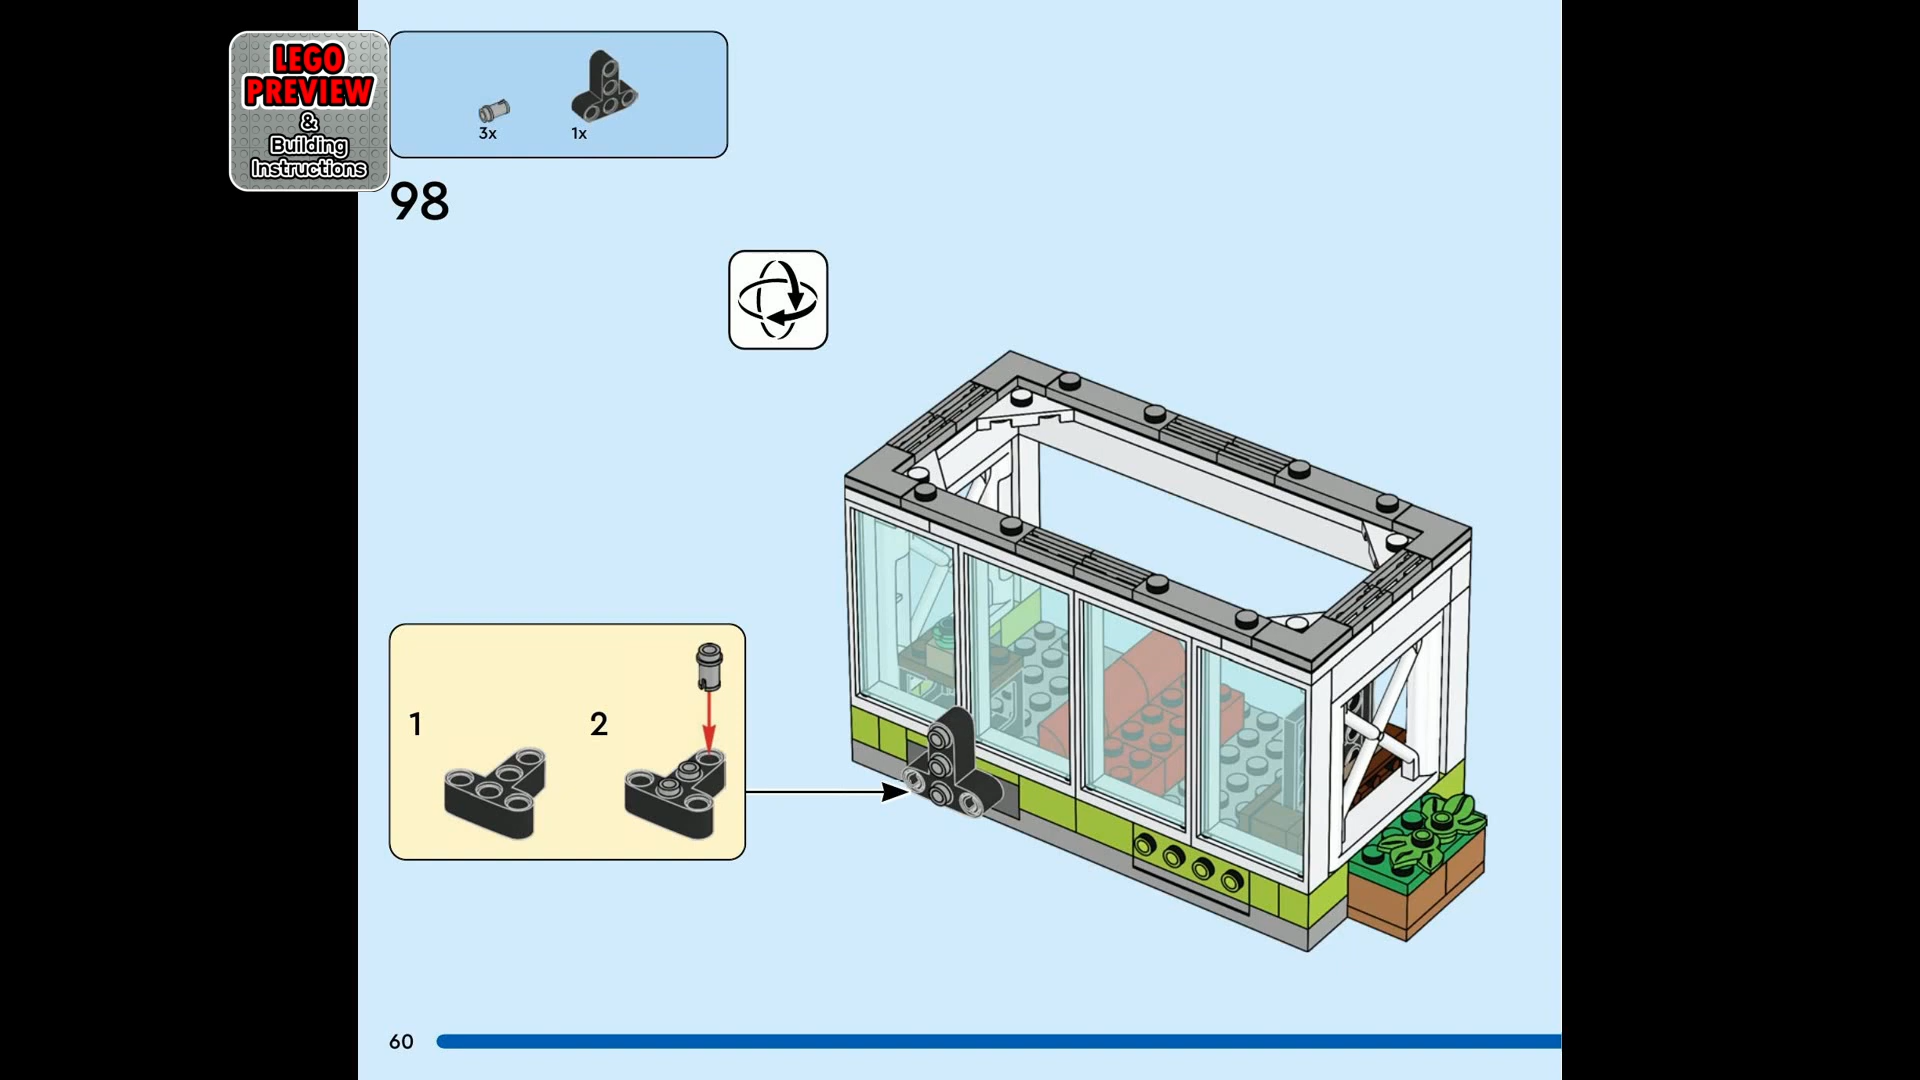 LEGO
PREVIEW
&
Building
Instructions
3x
1x
98
1
2
60